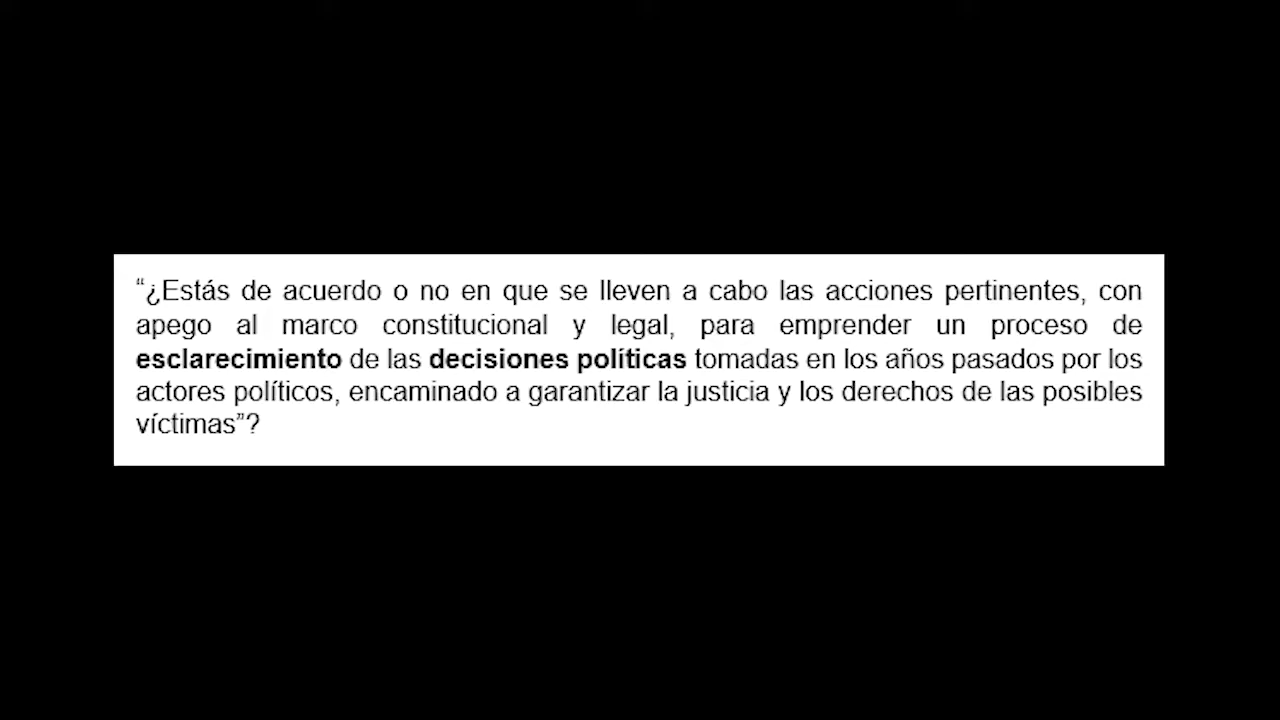 “¿Estás de acuerdo o no en que se lleven a cabo las acciones pertinentes, con
apego al marco constitucional y legal, para emprender un proceso de
esclarecimiento de las decisiones políticas tomadas en los años pasados por los
actores políticos, encaminado a garantizar la justicia y los derechos de las posibles
víctimas”?